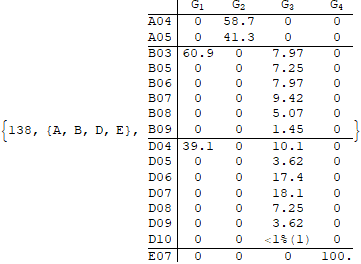 G₁ G₂ G₃ G₄
A04 0 58.7 0 0
A05 0 41.3 0 0
B03 60.9 0 7.97 0
B05 0 0 7.25 0
B06 0 0 7.97 0
B07 0 0 9.42 0
B08 0 0 5.07 0
{138, {A, B, D, E}, B09 0 0 1.45 0 }
D04 39.1 0 10.1 0
D05 0 0 3.62 0
D06 0 0 17.4 0
D07 0 0 18.1 0
D08 0 0 7.25 0
D09 0 0 3.62 0
D10 0 0 <1%(1) 0
E07 0 0 0 100.